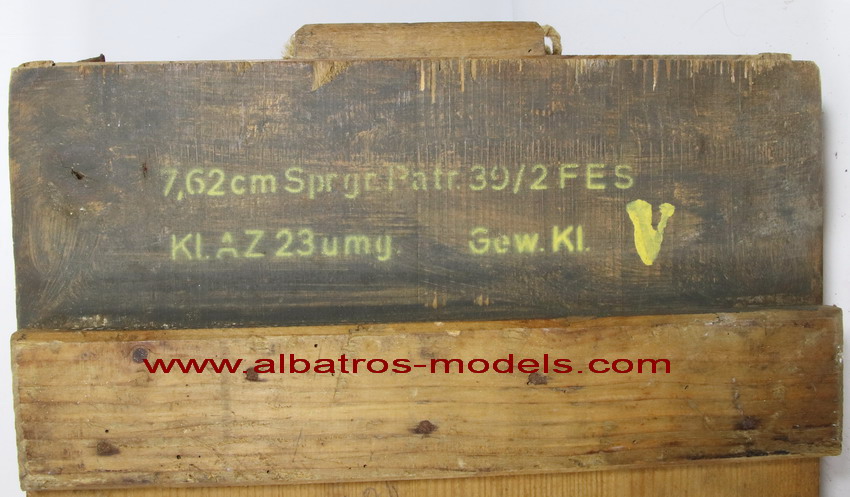 7,62cm Sprgr.Patr.39/2 FES
Kl.AZ 23umg. Gew.Kl. V
www.albatros-models.com